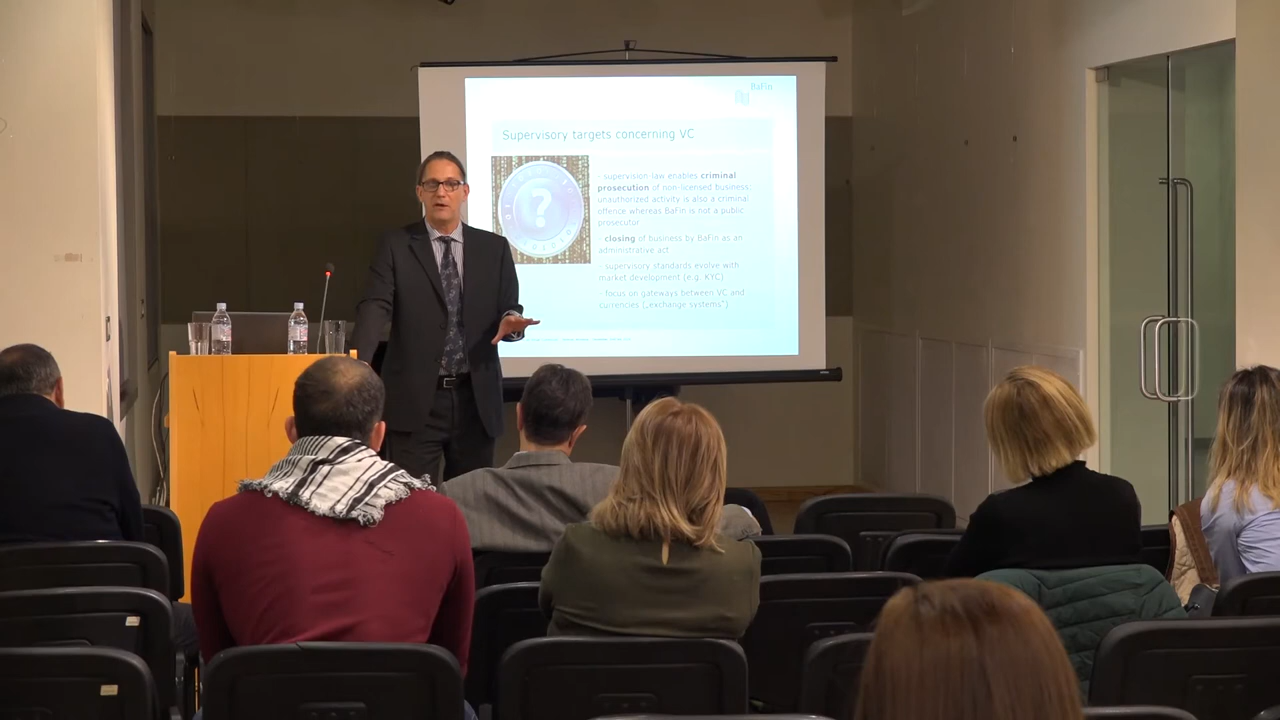 BaFin
Supervisory targets concerning VC
- supervision law enables criminal
prosecution of non-licensed business;
unauthorized activity is also a criminal
offence whereas BaFin is not a public
prosecutor
- closing of business by BaFin as an
administrative act
- supervisory standards evolve with
market development (e.g. KYC)
- focus on gateways between VC and
currencies („exchange systems“)
?